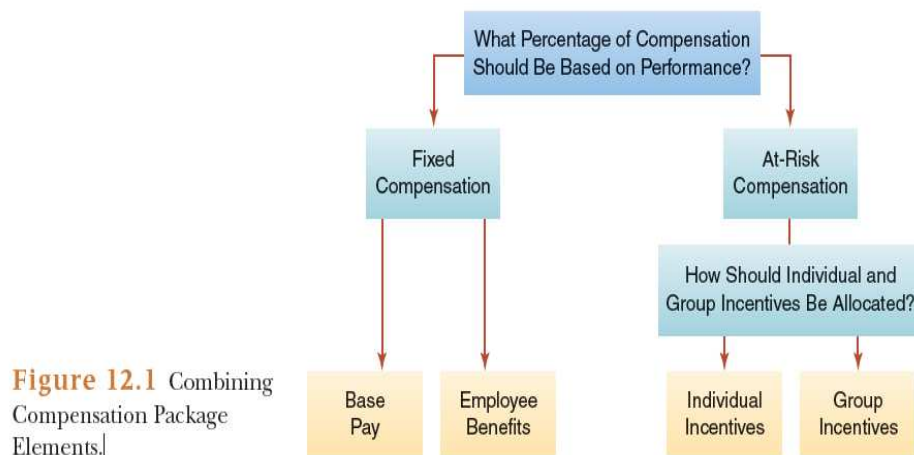 What Percentage of Compensation
Should Be Based on Performance?
Fixed
Compensation
At-Risk
Compensation
How Should Individual and
Group Incentives Be Allocated?
Base
Pay
Employee
Benefits
Individual
Incentives
Group
Incentives
Figure 12.1 Combining
Compensation Package
Elements.